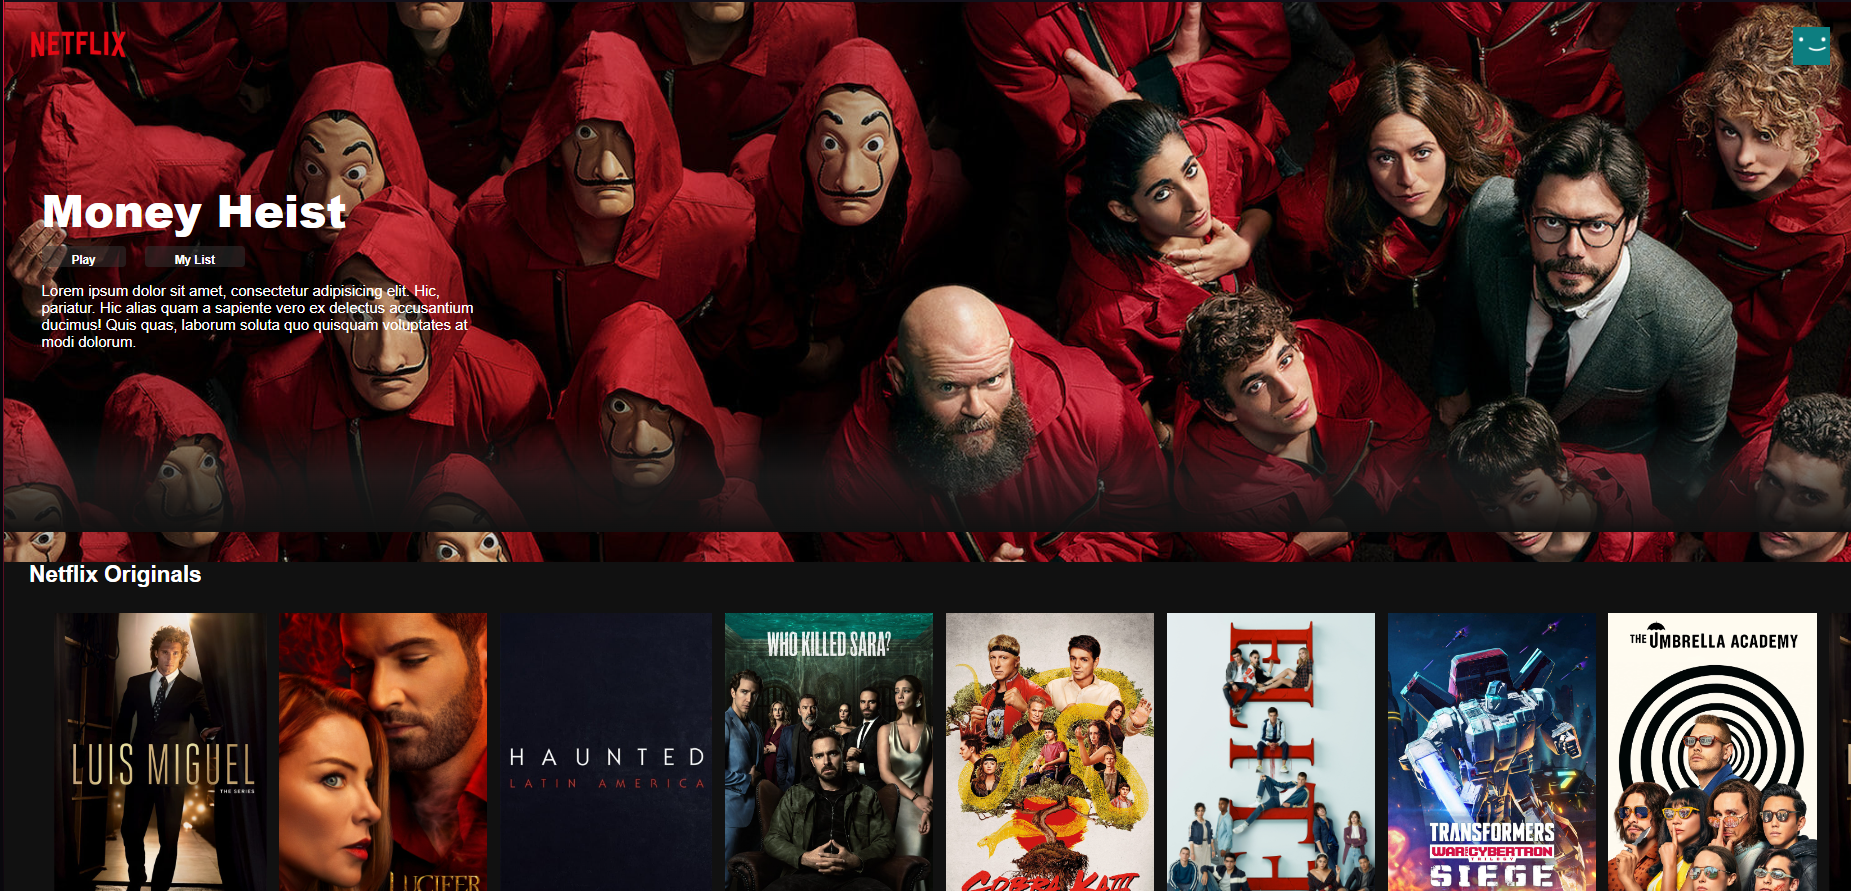 NETFLIX
Money Heist
Play
My List
Lorem ipsum dolor sit amet, consectetur adipisicing elit. Hic,
pariatur. Hic alias quam a sapiente vero ex delectus accusantium
ducimus! Quis quas, laborum soluta quo quisquam voluptates at
modi dolorum.
Netflix Originals
LUIS MIGUEL
THE SERIES
LUCIFER
HAUNTED
LATIN AMERICA
WHO KILLED SARA?
COBRA KAI III
ELITE
TRANSFORMERS
WAR FOR CYBERTRON
TRILOGY
SIEGE
THE UMBRELLA ACADEMY